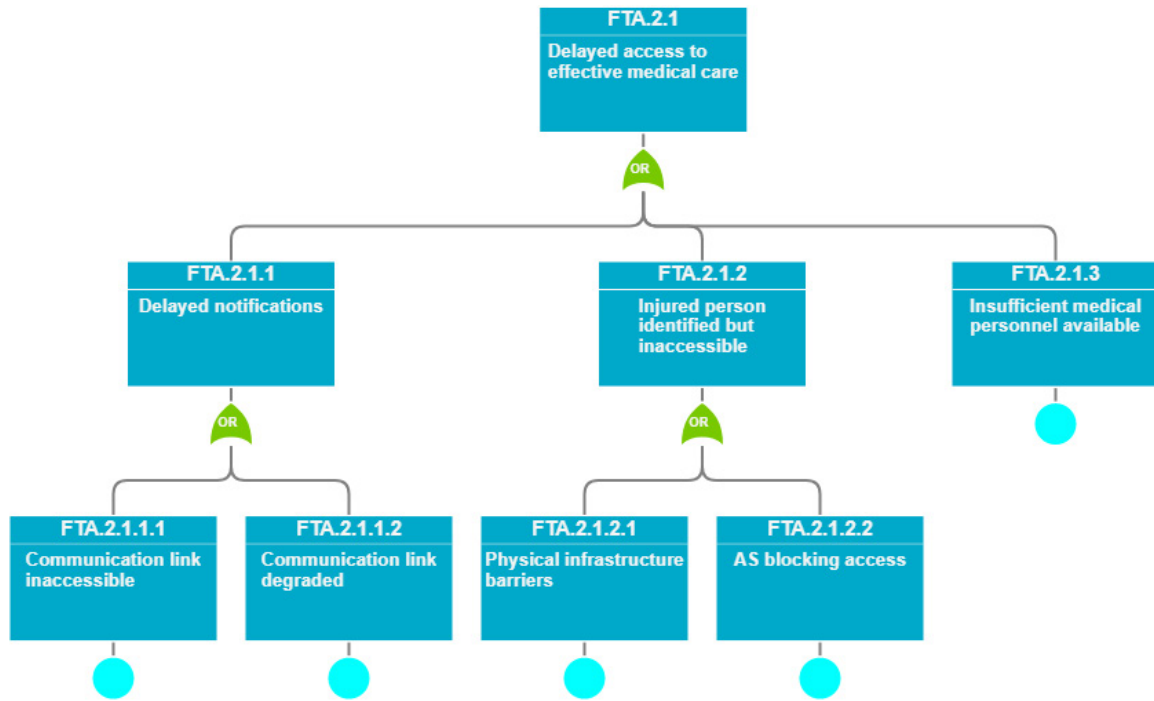 FTA.2.1
Delayed access to
effective medical care
OR
FTA.2.1.1
Delayed notifications
FTA.2.1.2
Injured person
identified but
inaccessible
FTA.2.1.3
Insufficient medical
personnel available
OR
OR
FTA.2.1.1.1
Communication link
inaccessible
FTA.2.1.1.2
Communication link
degraded
FTA.2.1.2.1
Physical infrastructure
barriers
FTA.2.1.2.2
AS blocking access